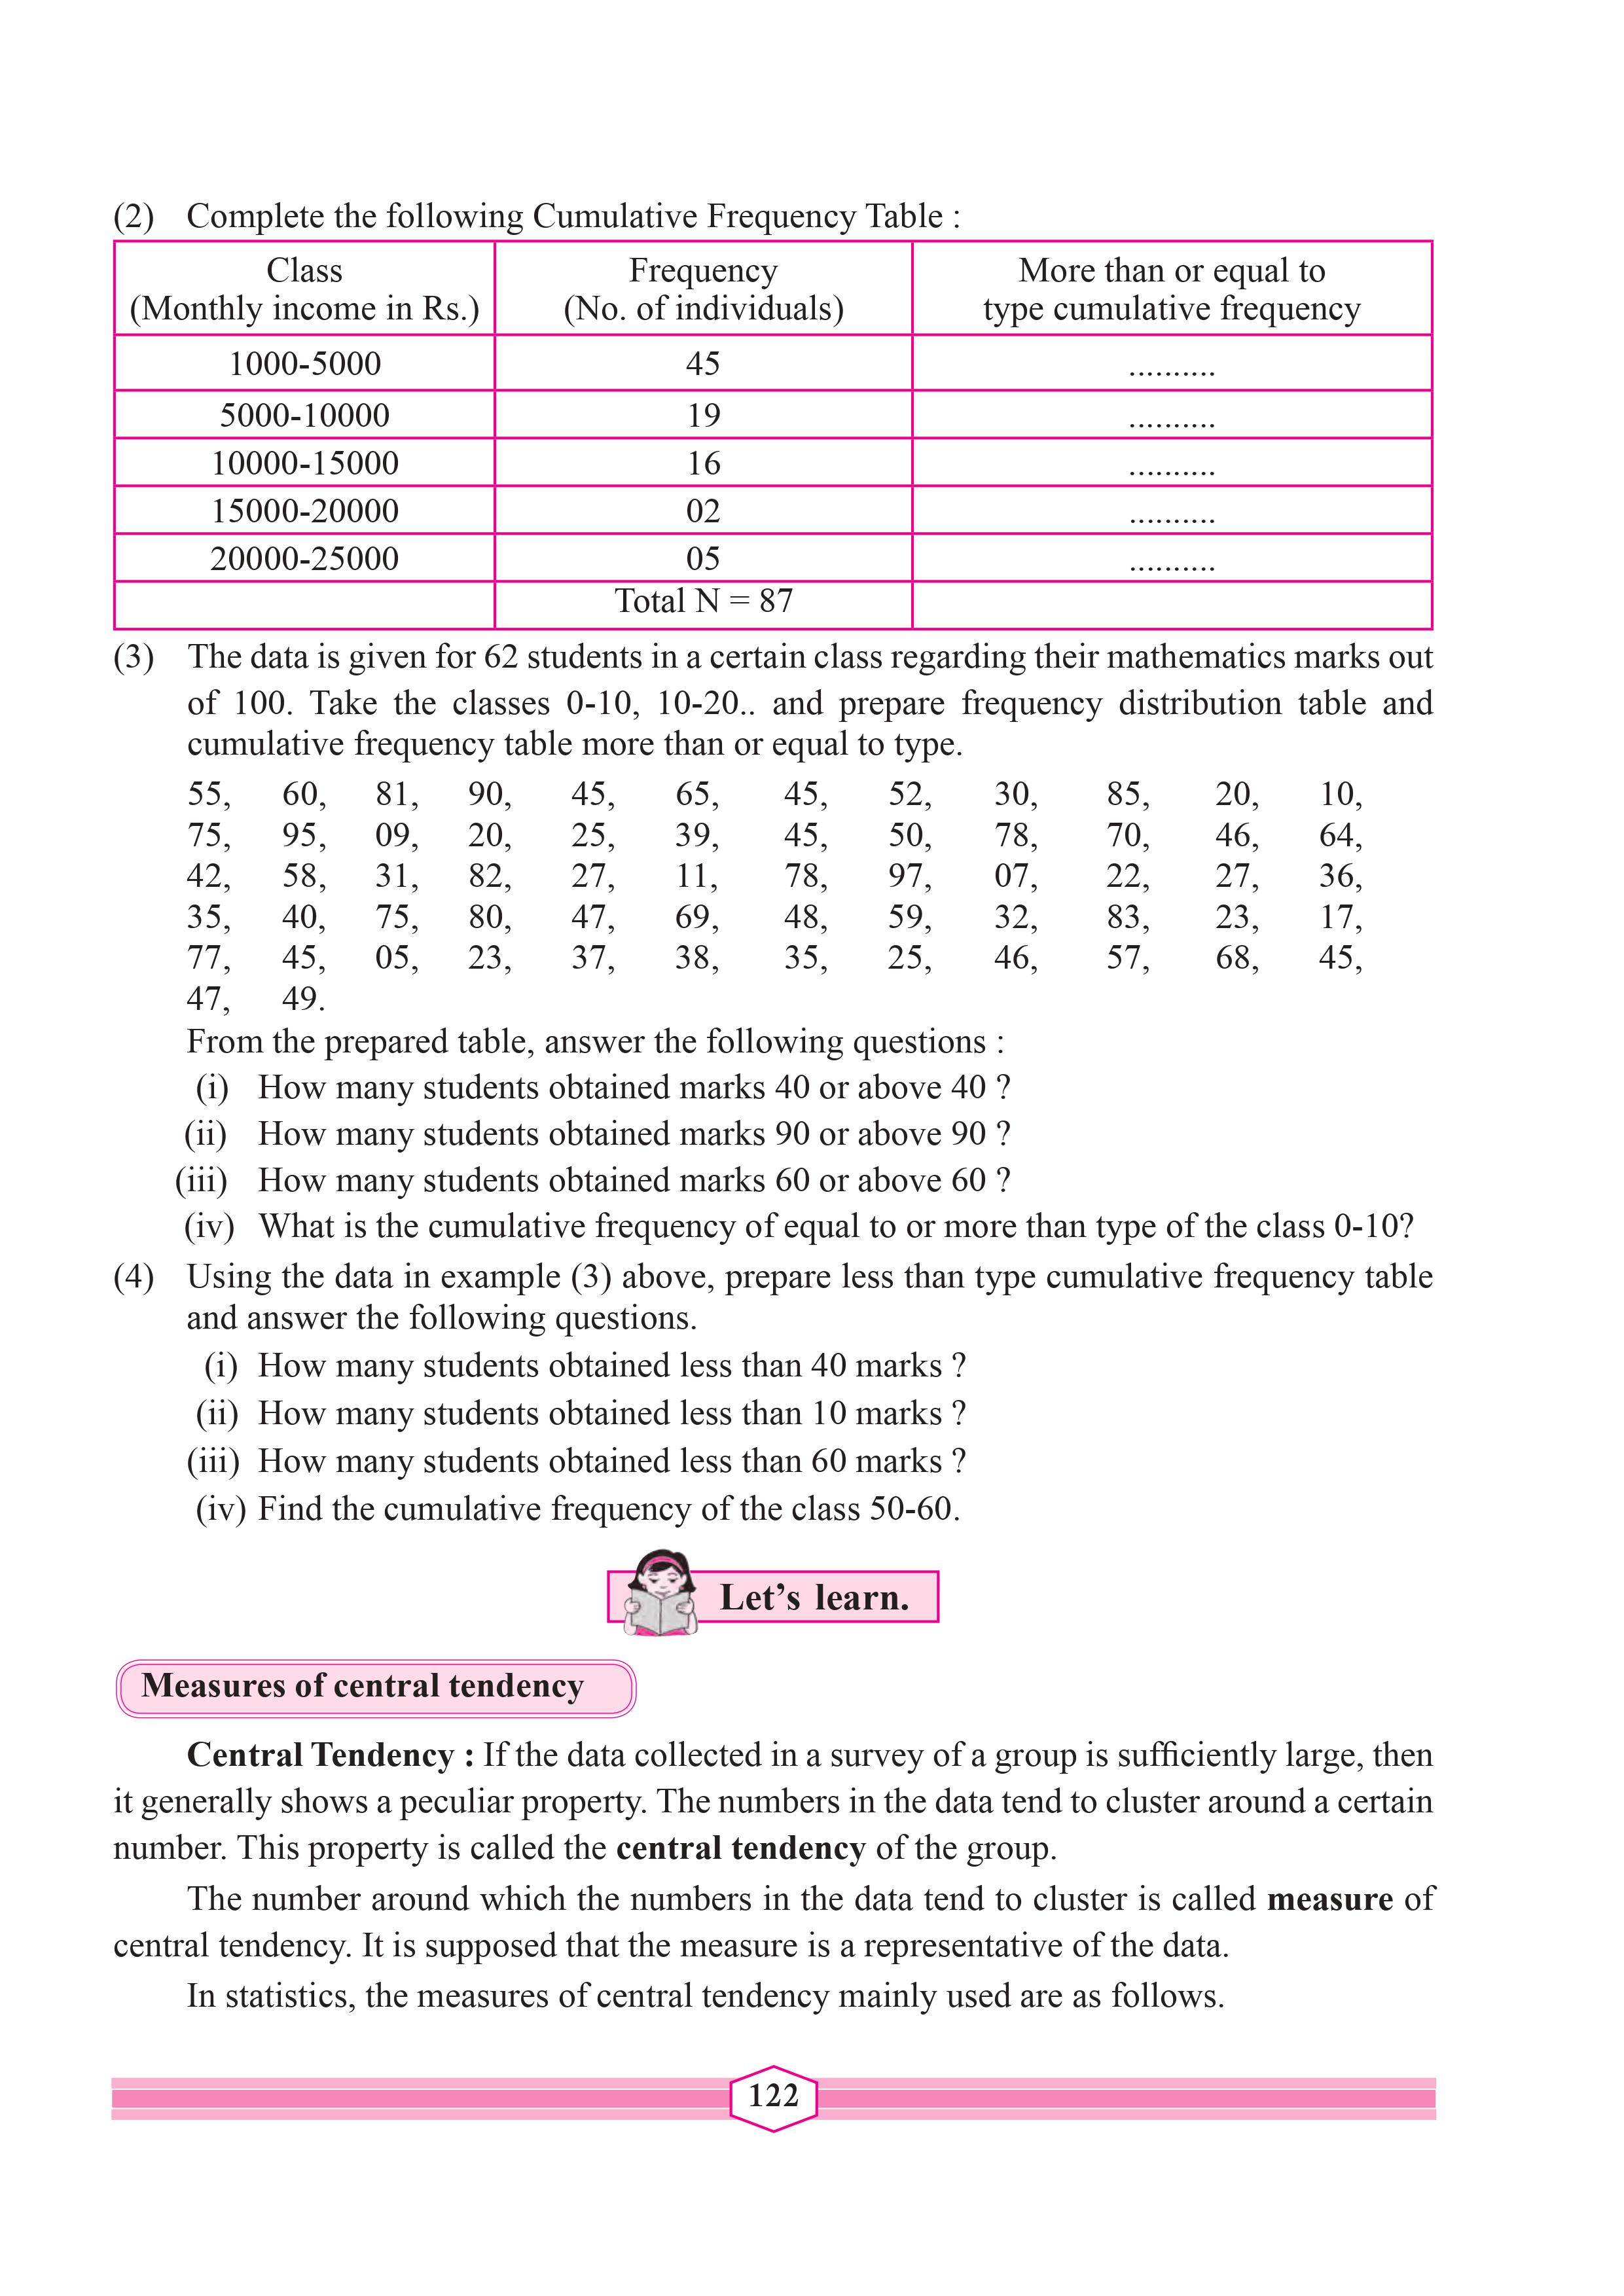 (2) Complete the following Cumulative Frequency Table :
Class (Monthly income in Rs.) Frequency (No. of individuals) More than or equal to type cumulative frequency
1000-5000 45 ..........
5000-10000 19 ..........
10000-15000 16 ..........
15000-20000 02 ..........
20000-25000 05 ..........
Total N = 87
(3) The data is given for 62 students in a certain class regarding their mathematics marks out
of 100. Take the classes 0-10, 10-20.. and prepare frequency distribution table and
cumulative frequency table more than or equal to type.
55, 60, 81, 90, 45, 65, 45, 52, 30, 85, 20, 10,
75, 95, 09, 20, 25, 39, 45, 50, 78, 70, 46, 64,
42, 58, 31, 82, 27, 11, 78, 97, 07, 22, 27, 36,
35, 40, 75, 80, 47, 69, 48, 59, 32, 83, 23, 17,
77, 45, 05, 23, 37, 38, 35, 25, 46, 57, 68, 45,
47, 49.
From the prepared table, answer the following questions :
(i) How many students obtained marks 40 or above 40 ?
(ii) How many students obtained marks 90 or above 90 ?
(iii) How many students obtained marks 60 or above 60 ?
(iv) What is the cumulative frequency of equal to or more than type of the class 0-10?
(4) Using the data in example (3) above, prepare less than type cumulative frequency table
and answer the following questions.
(i) How many students obtained less than 40 marks ?
(ii) How many students obtained less than 10 marks ?
(iii) How many students obtained less than 60 marks ?
(iv) Find the cumulative frequency of the class 50-60.
Let's learn.
Measures of central tendency
Central Tendency : If the data collected in a survey of a group is sufficiently large, then
it generally shows a peculiar property. The numbers in the data tend to cluster around a certain
number. This property is called the central tendency of the group.
The number around which the numbers in the data tend to cluster is called measure of
central tendency. It is supposed that the measure is a representative of the data.
In statistics, the measures of central tendency mainly used are as follows.
122